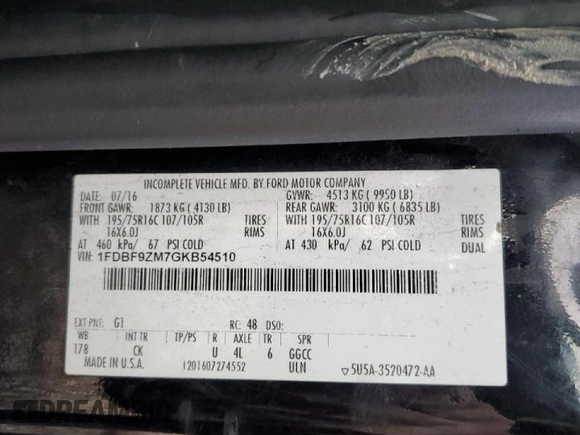 INCOMPLETE VEHICLE MFD. BY FORD MOTOR COMPANY
DATE: 07/16 GVWR: 4513 KG ( 9950 LB)
FRONT GAWR: 1873 KG ( 4130 LB) REAR GAWR: 3100 KG ( 6835 LB)
WITH 195/75R16C 107/105R TIRES WITH 195/75R16C 107/105R TIRES
16X6.0J RIMS 16X6.0J RIMS
AT 460 kPa/ 67 PSI COLD AT 430 kPa/ 62 PSI COLD DUAL
VIN: 1FDBF9ZM7GKB54510
EXT PNT: G1 RC: 48 DSO:
WB INT TR TP/PS R AXLE TR SPR
178 CK U 4L 6 GGCC
MADE IN U.S.A. 1201607274552 ULN ▽5U5A-3520472-AA